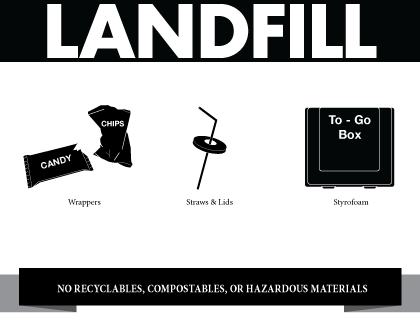 LANDFILL
CHIPS
CANDY
To - Go
Box
Wrappers
Straws & Lids
Styrofoam
NO RECYCLABLES, COMPOSTABLES, OR HAZARDOUS MATERIALS